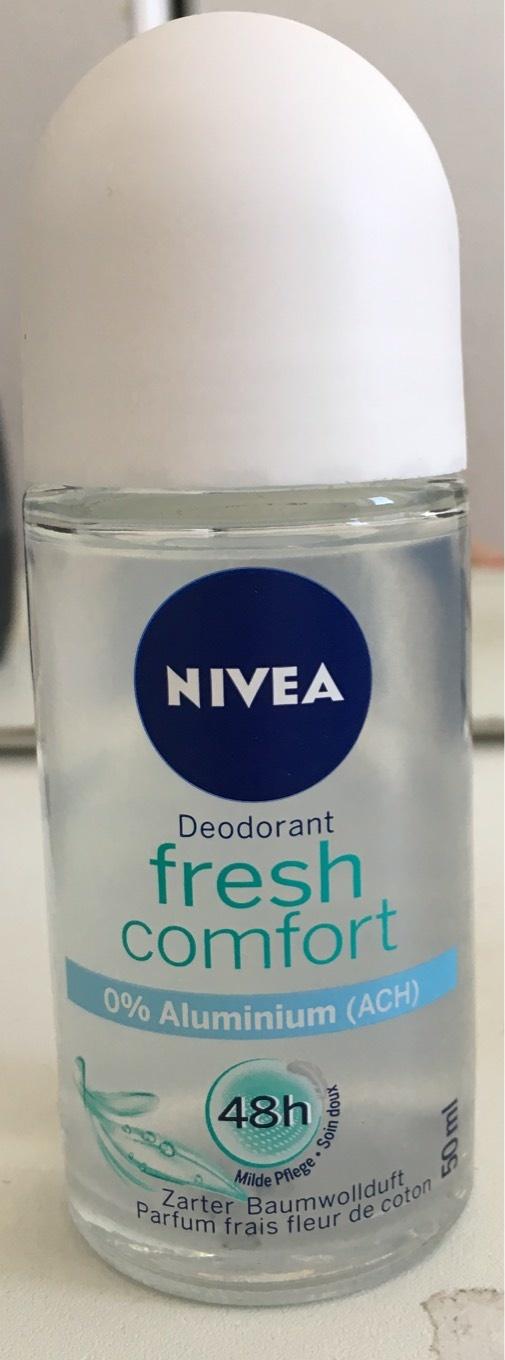 NIVEA
Deodorant
fresh
comfort
0% Aluminium (ACH)
48h
Milde Pflege • Soin doux
50 ml
Zarter Baumwollduft
Parfum frais fleur de coton